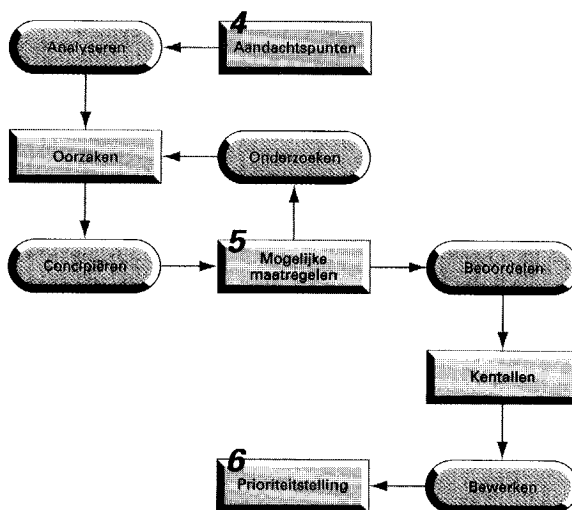 4
Analyseren
Aandachtspunten
Oorzaken
Onderzoeken
5
Concipiëren
Mogelijke
maatregelen
Beoordelen
Kentallen
6
Prioriteitstelling
Bewerken